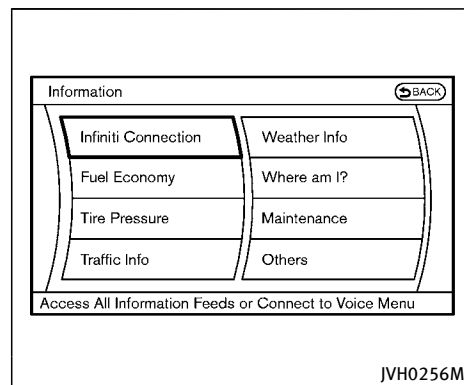 Information
BACK
Infiniti Connection
Weather Info
Fuel Economy
Where am I?
Tire Pressure
Maintenance
Traffic Info
Others
Access All Information Feeds or Connect to Voice Menu
JVH0256M